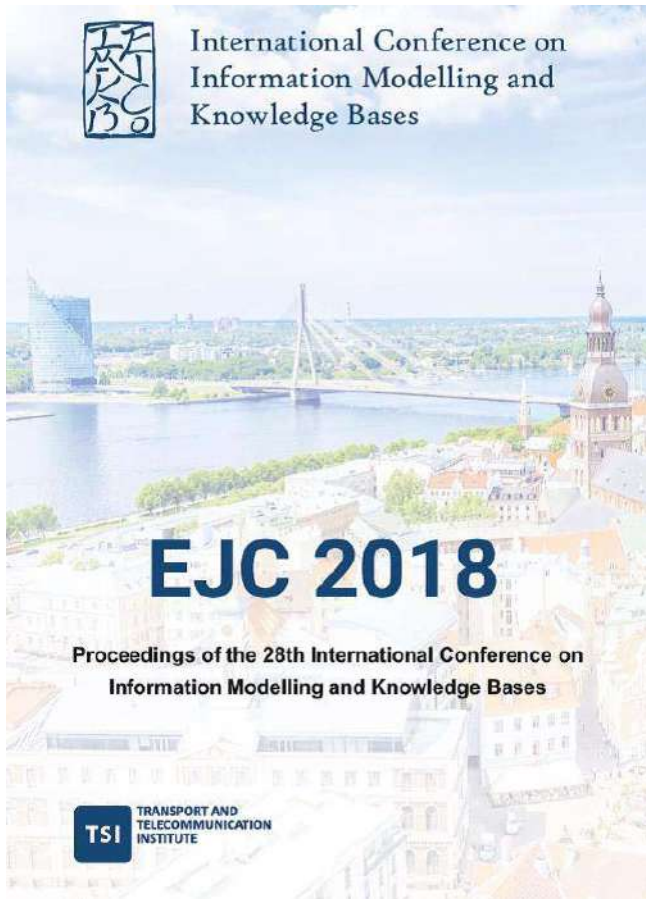 International Conference on
Information Modelling and
Knowledge Bases
EJC 2018
Proceedings of the 28th International Conference on
Information Modelling and Knowledge Bases
TSI
TRANSPORT AND
TELECOMMUNICATION
INSTITUTE